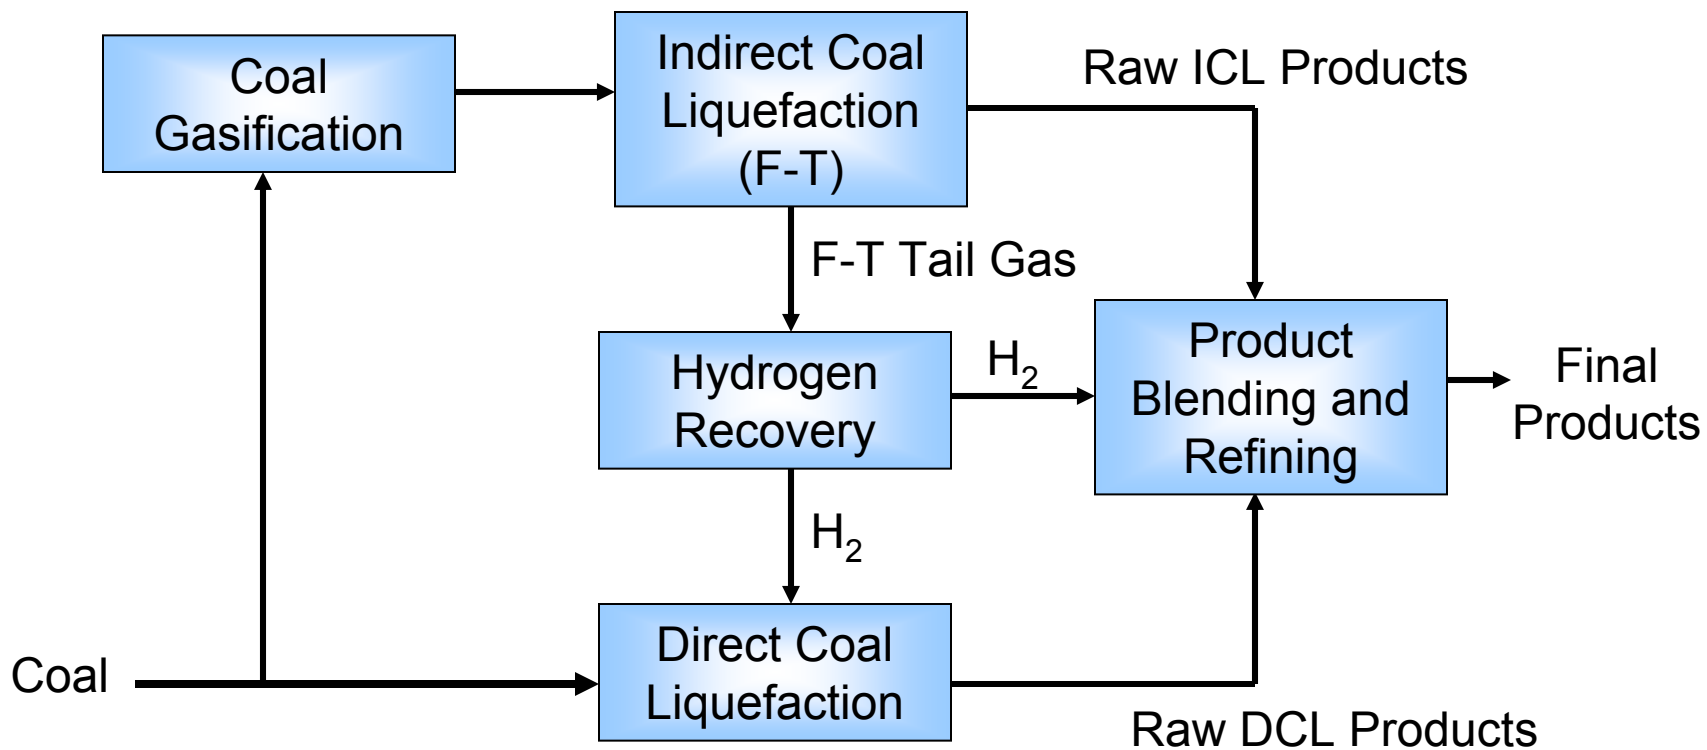 Coal
Gasification
Indirect Coal
Liquefaction
(F-T)
Raw ICL Products
F-T Tail Gas
Hydrogen
Recovery
H₂
Product
Blending and
Refining
Final
Products
H₂
Coal
Direct Coal
Liquefaction
Raw DCL Products